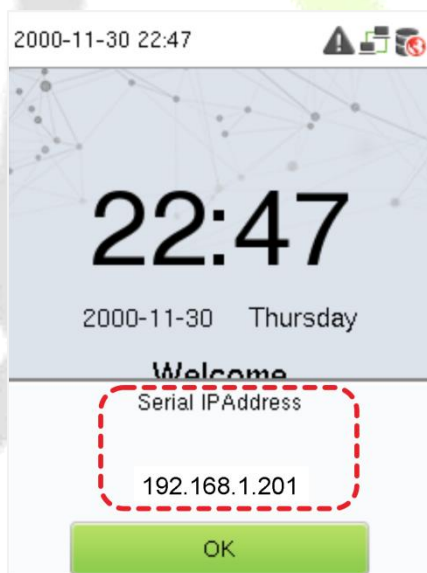 2000-11-30 22:47
22:47
2000-11-30 Thursday
Welcome
Serial IPAddress
192.168.1.201
OK